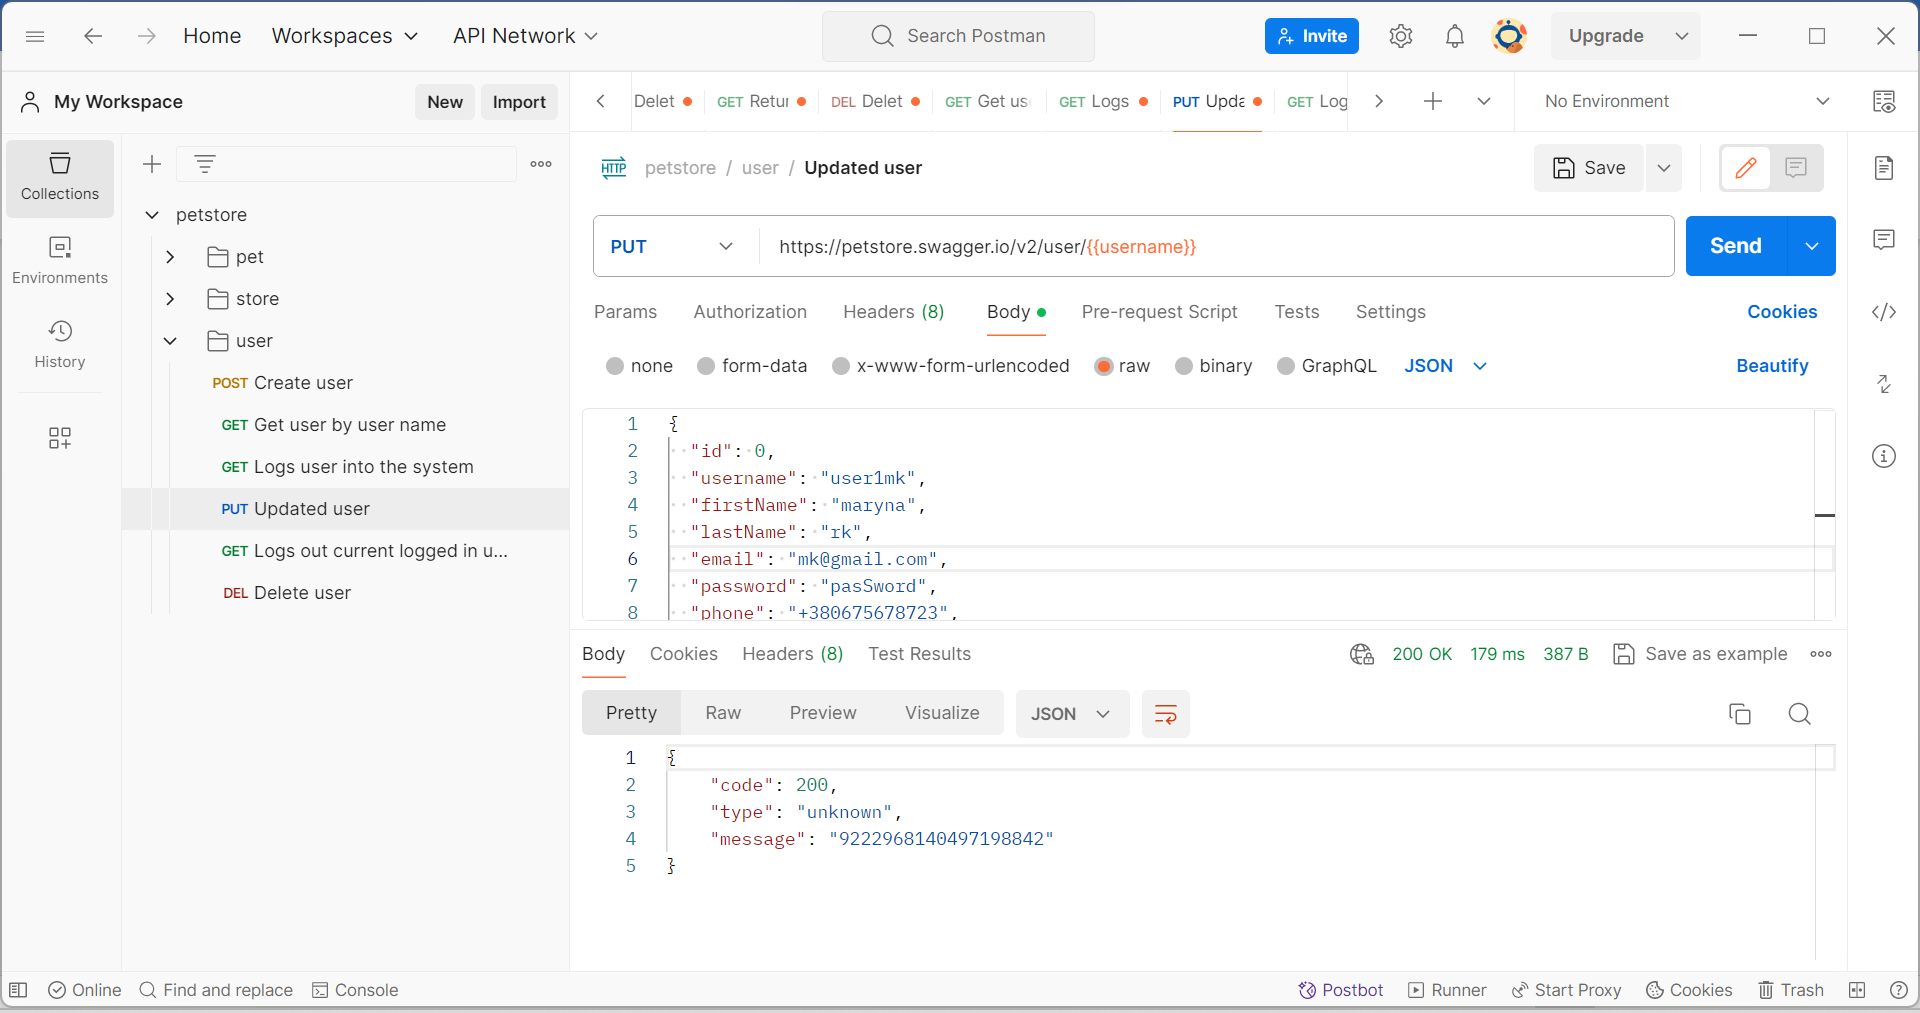 Home Workspaces API Network Search Postman Invite Upgrade
My Workspace New Import
Delet GET Retur DEL Delet GET Get us GET Logs PUT Upda GET Log No Environment
Collections
Environments
History
petstore
pet
store
user
POST Create user
GET Get user by user name
GET Logs user into the system
PUT Updated user
GET Logs out current logged in u...
DEL Delete user
HTTP petstore / user / Updated user Save
PUT https://petstore.swagger.io/v2/user/{{username}} Send
Params Authorization Headers (8) Body Pre-request Script Tests Settings Cookies
none form-data x-www-form-urlencoded raw binary GraphQL JSON Beautify
1 {
2 "id": 0,
3 "username": "user1mk",
4 "firstName": "maryna",
5 "lastName": "rk",
6 "email": "mk@gmail.com",
7 "password": "pasSword",
8 "phone": "+380675678723",
Body Cookies Headers (8) Test Results 200 OK 179 ms 387 B Save as example
Pretty Raw Preview Visualize JSON
1 {
2 "code": 200,
3 "type": "unknown",
4 "message": "9222968140497198842"
5 }
Online Find and replace Console Postbot Runner Start Proxy Cookies Trash